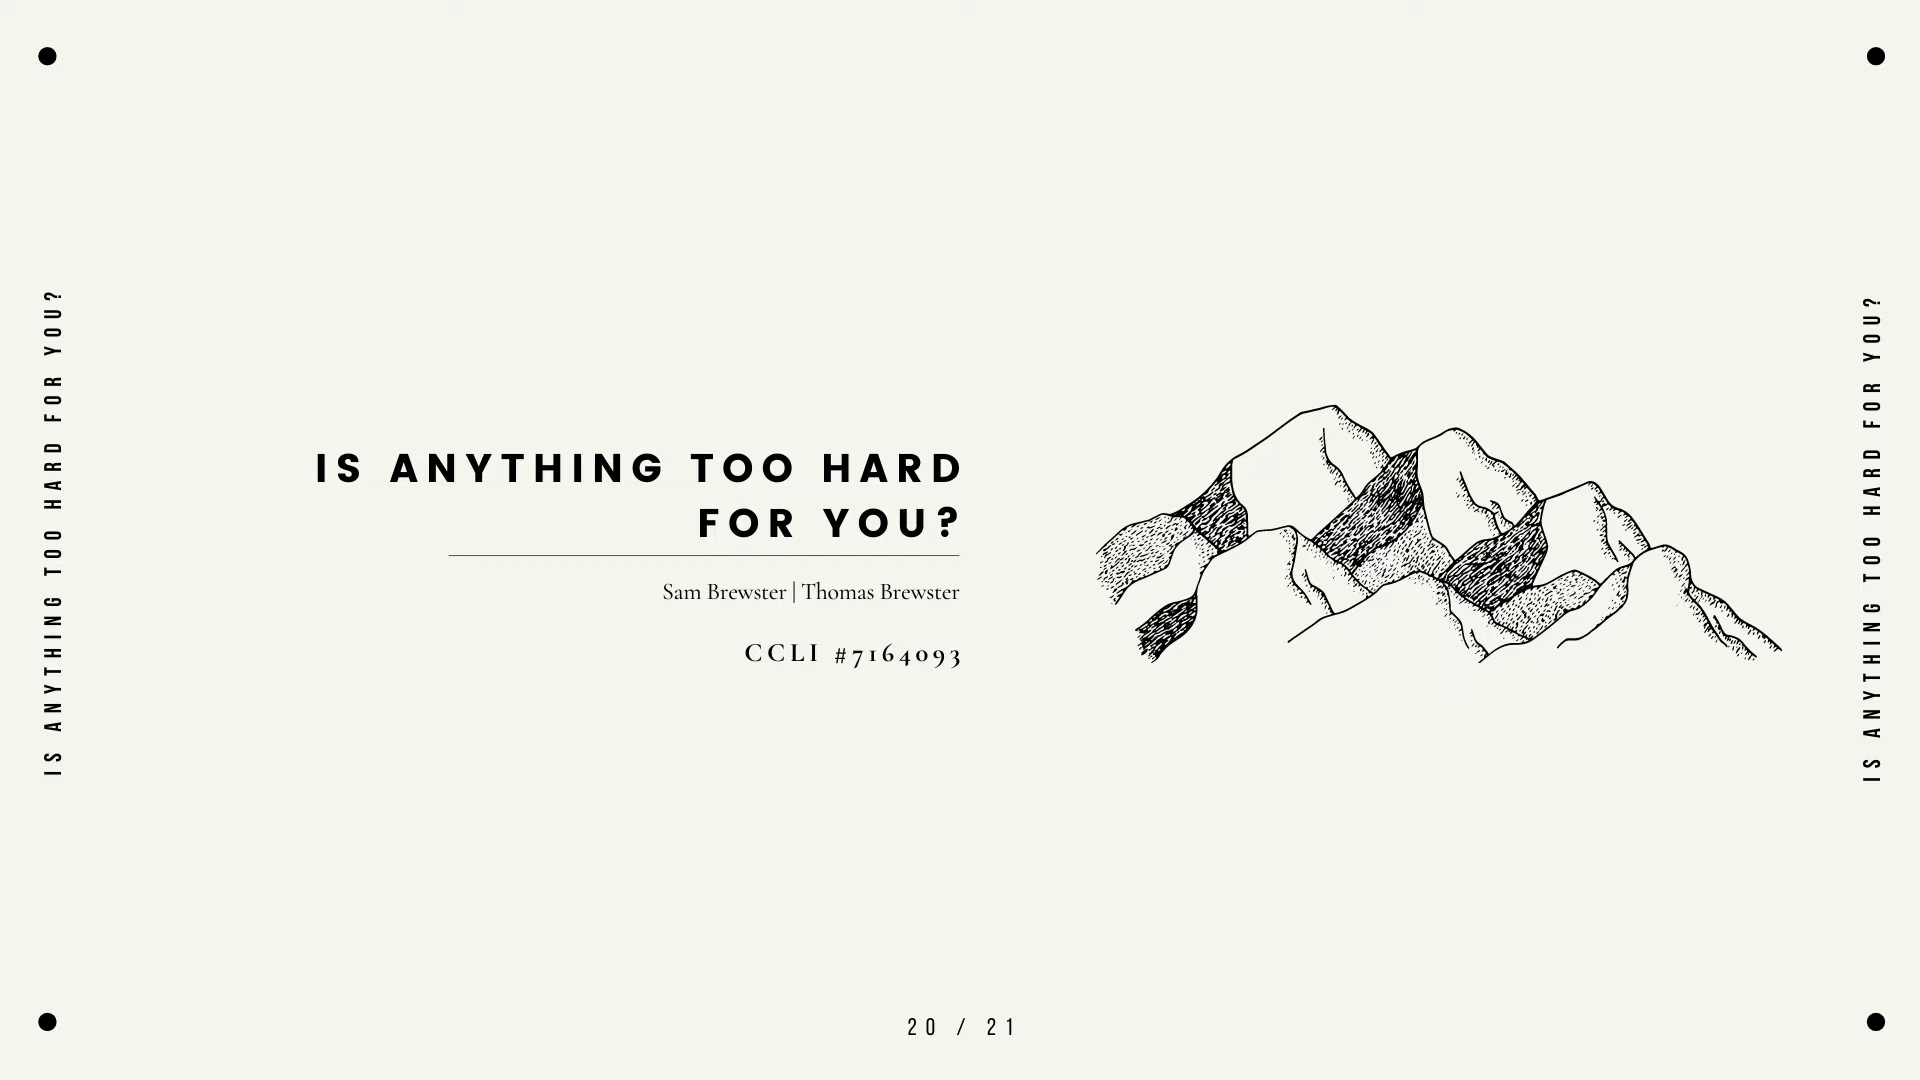 IS ANYTHING TOO HARD FOR YOU?
IS ANYTHING TOO HARD
FOR YOU?
Sam Brewster | Thomas Brewster
CCLI #7164093
IS ANYTHING TOO HARD FOR YOU?
20 / 21